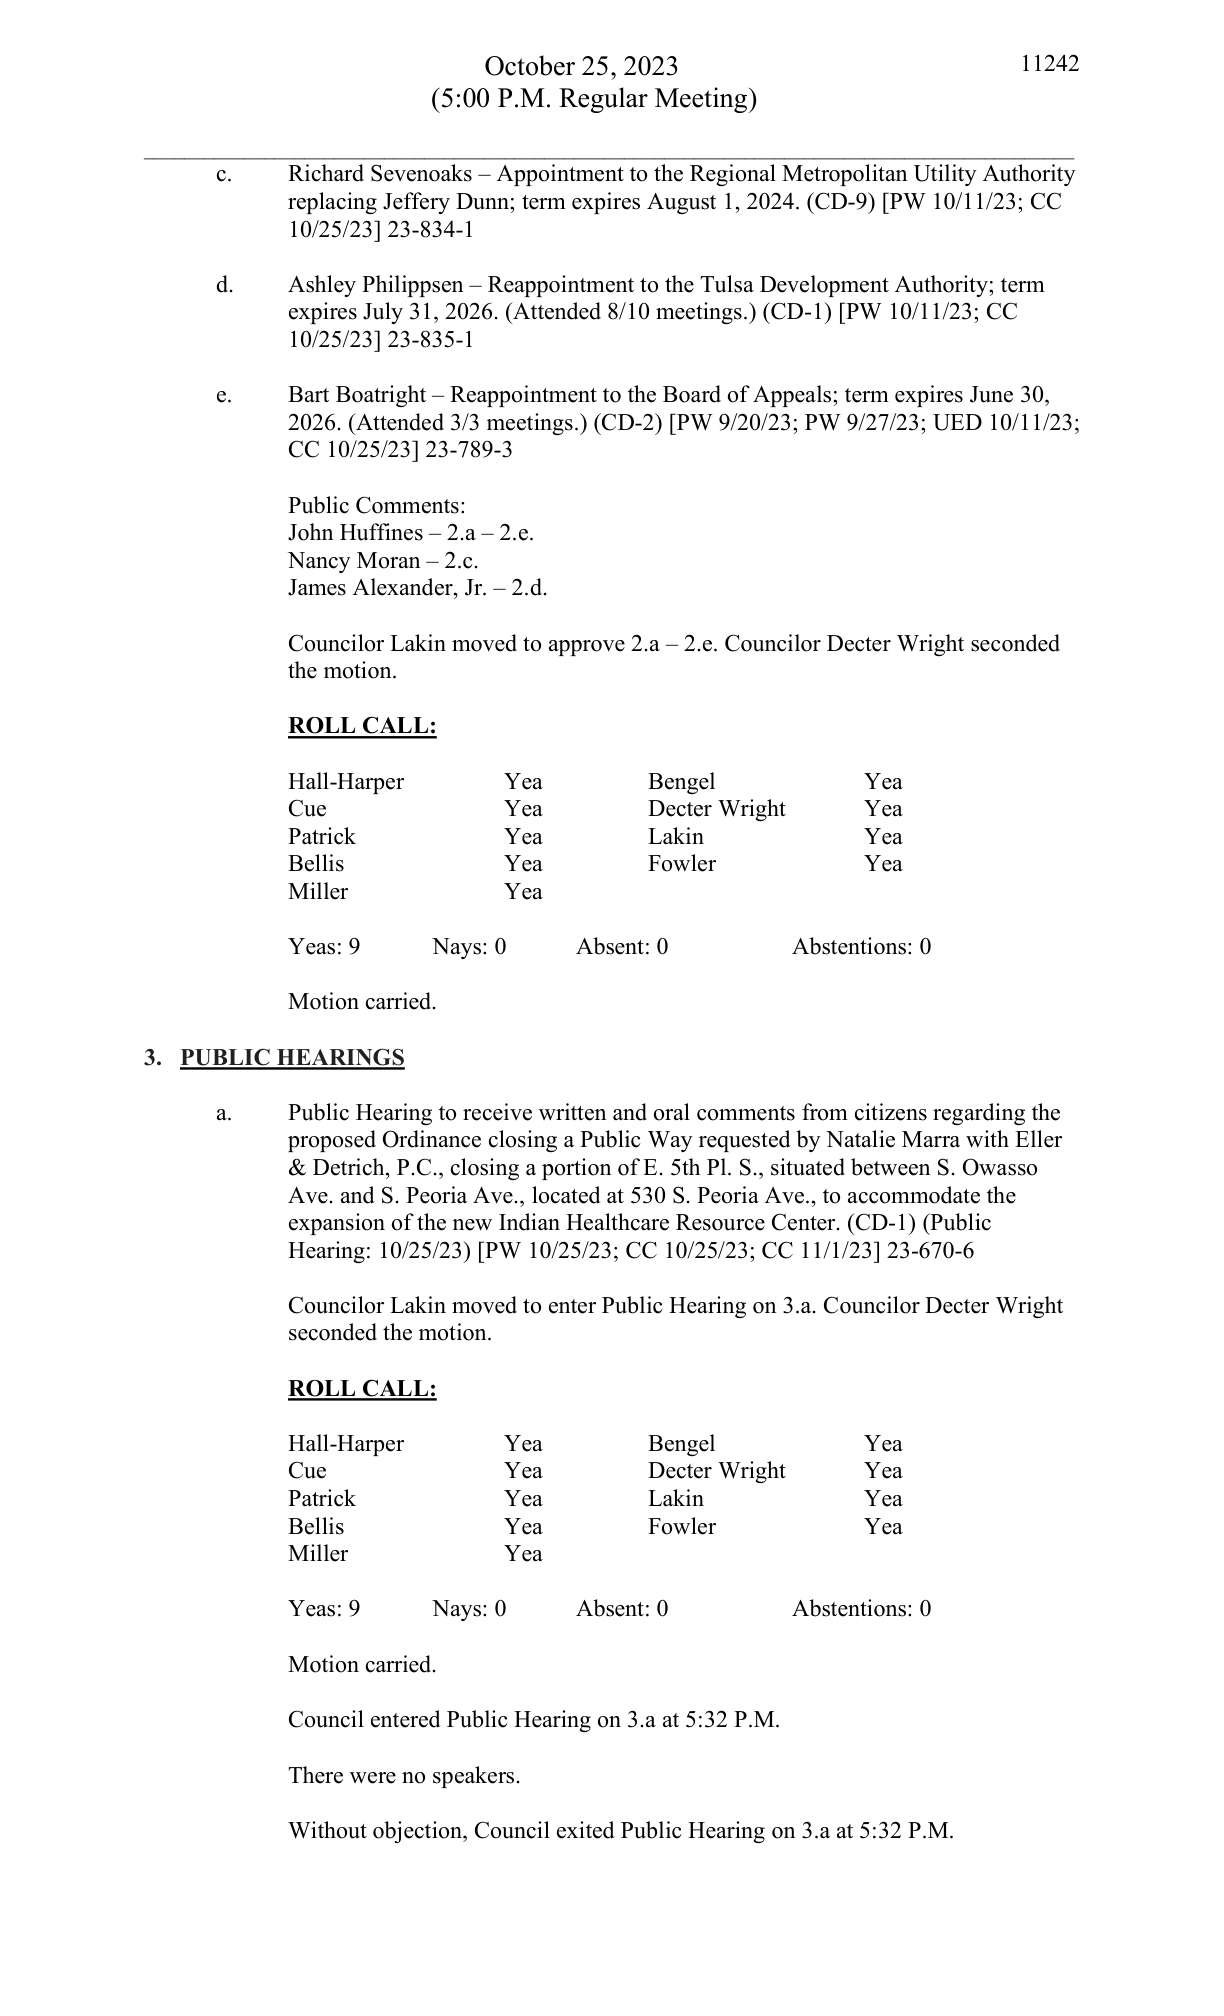 October 25, 2023
11242
(5:00 P.M. Regular Meeting)
c. Richard Sevenoaks – Appointment to the Regional Metropolitan Utility Authority
replacing Jeffery Dunn; term expires August 1, 2024. (CD-9) [PW 10/11/23; CC
10/25/23] 23-834-1
d. Ashley Philippsen – Reappointment to the Tulsa Development Authority; term
expires July 31, 2026. (Attended 8/10 meetings.) (CD-1) [PW 10/11/23; CC
10/25/23] 23-835-1
e. Bart Boatright – Reappointment to the Board of Appeals; term expires June 30,
2026. (Attended 3/3 meetings.) (CD-2) [PW 9/20/23; PW 9/27/23; UED 10/11/23;
CC 10/25/23] 23-789-3
Public Comments:
John Huffines – 2.a – 2.e.
Nancy Moran – 2.c.
James Alexander, Jr. – 2.d.
Councilor Lakin moved to approve 2.a – 2.e. Councilor Decter Wright seconded
the motion.
ROLL CALL:
Hall-Harper Yea Bengel Yea
Cue Yea Decter Wright Yea
Patrick Yea Lakin Yea
Bellis Yea Fowler Yea
Miller Yea
Yeas: 9 Nays: 0 Absent: 0 Abstentions: 0
Motion carried.
3. PUBLIC HEARINGS
a. Public Hearing to receive written and oral comments from citizens regarding the
proposed Ordinance closing a Public Way requested by Natalie Marra with Eller
& Detrich, P.C., closing a portion of E. 5th Pl. S., situated between S. Owasso
Ave. and S. Peoria Ave., located at 530 S. Peoria Ave., to accommodate the
expansion of the new Indian Healthcare Resource Center. (CD-1) (Public
Hearing: 10/25/23) [PW 10/25/23; CC 10/25/23; CC 11/1/23] 23-670-6
Councilor Lakin moved to enter Public Hearing on 3.a. Councilor Decter Wright
seconded the motion.
ROLL CALL:
Hall-Harper Yea Bengel Yea
Cue Yea Decter Wright Yea
Patrick Yea Lakin Yea
Bellis Yea Fowler Yea
Miller Yea
Yeas: 9 Nays: 0 Absent: 0 Abstentions: 0
Motion carried.
Council entered Public Hearing on 3.a at 5:32 P.M.
There were no speakers.
Without objection, Council exited Public Hearing on 3.a at 5:32 P.M.